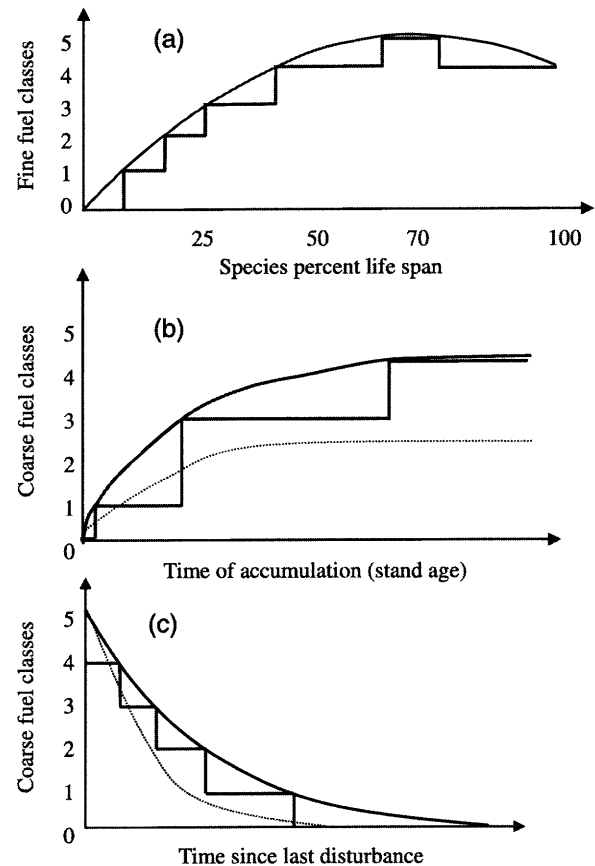 (a)
Fine fuel classes
5
4
3
2
1
0
25 50 70 100
Species percent life span
(b)
Coarse fuel classes
5
4
3
2
1
0
Time of accumulation (stand age)
(c)
Coarse fuel classes
5
4
3
2
1
0
Time since last disturbance